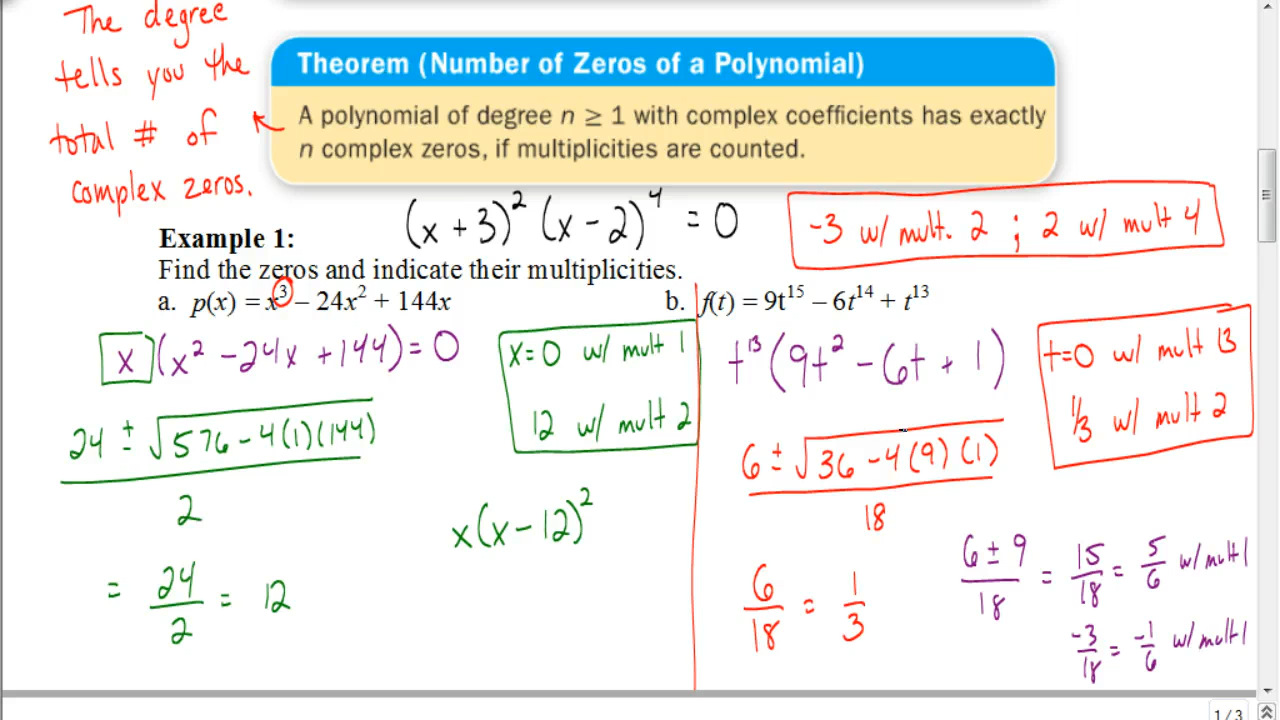 The degree
tells you the
total # of
complex zeros.
Theorem (Number of Zeros of a Polynomial)
A polynomial of degree n ≥ 1 with complex coefficients has exactly
n complex zeros, if multiplicities are counted.
(x + 3)² (x − 2)⁴ = 0
-3 w/ mult. 2 ; 2 w/ mult 4
Example 1:
Find the zeros and indicate their multiplicities.
a. p(x) = x³ – 24x² + 144x
x (x² − 24x + 144) = 0
x=0 w/ mult 1
12 w/ mult 2
24 ± √576 − 4(1)(144)
2
= 24/2 = 12
x(x − 12)²
b. f(t) = 9t¹⁵ – 6t¹⁴ + t¹³
t¹³ (9t² − 6t + 1)
t=0 w/ mult 13
1/3 w/ mult 2
6 ± √36 − 4(9)(1)
18
6/18 = 1/3
6 ± 9 / 18 = 15/18 = 5/6 w/ mult 1
-3/18 = -1/6 w/ mult 1
1 / 3